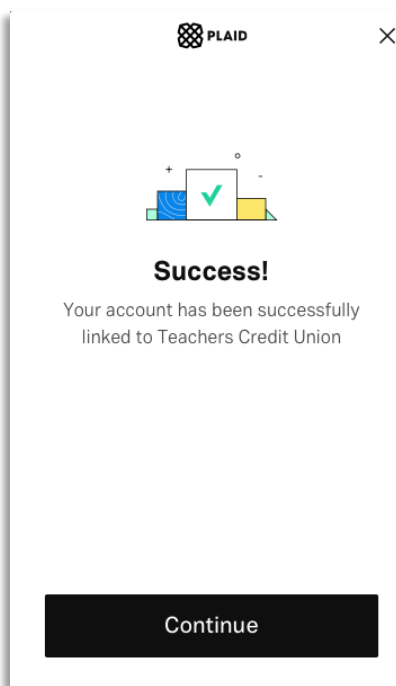 PLAID
Success!
Your account has been successfully
linked to Teachers Credit Union
Continue